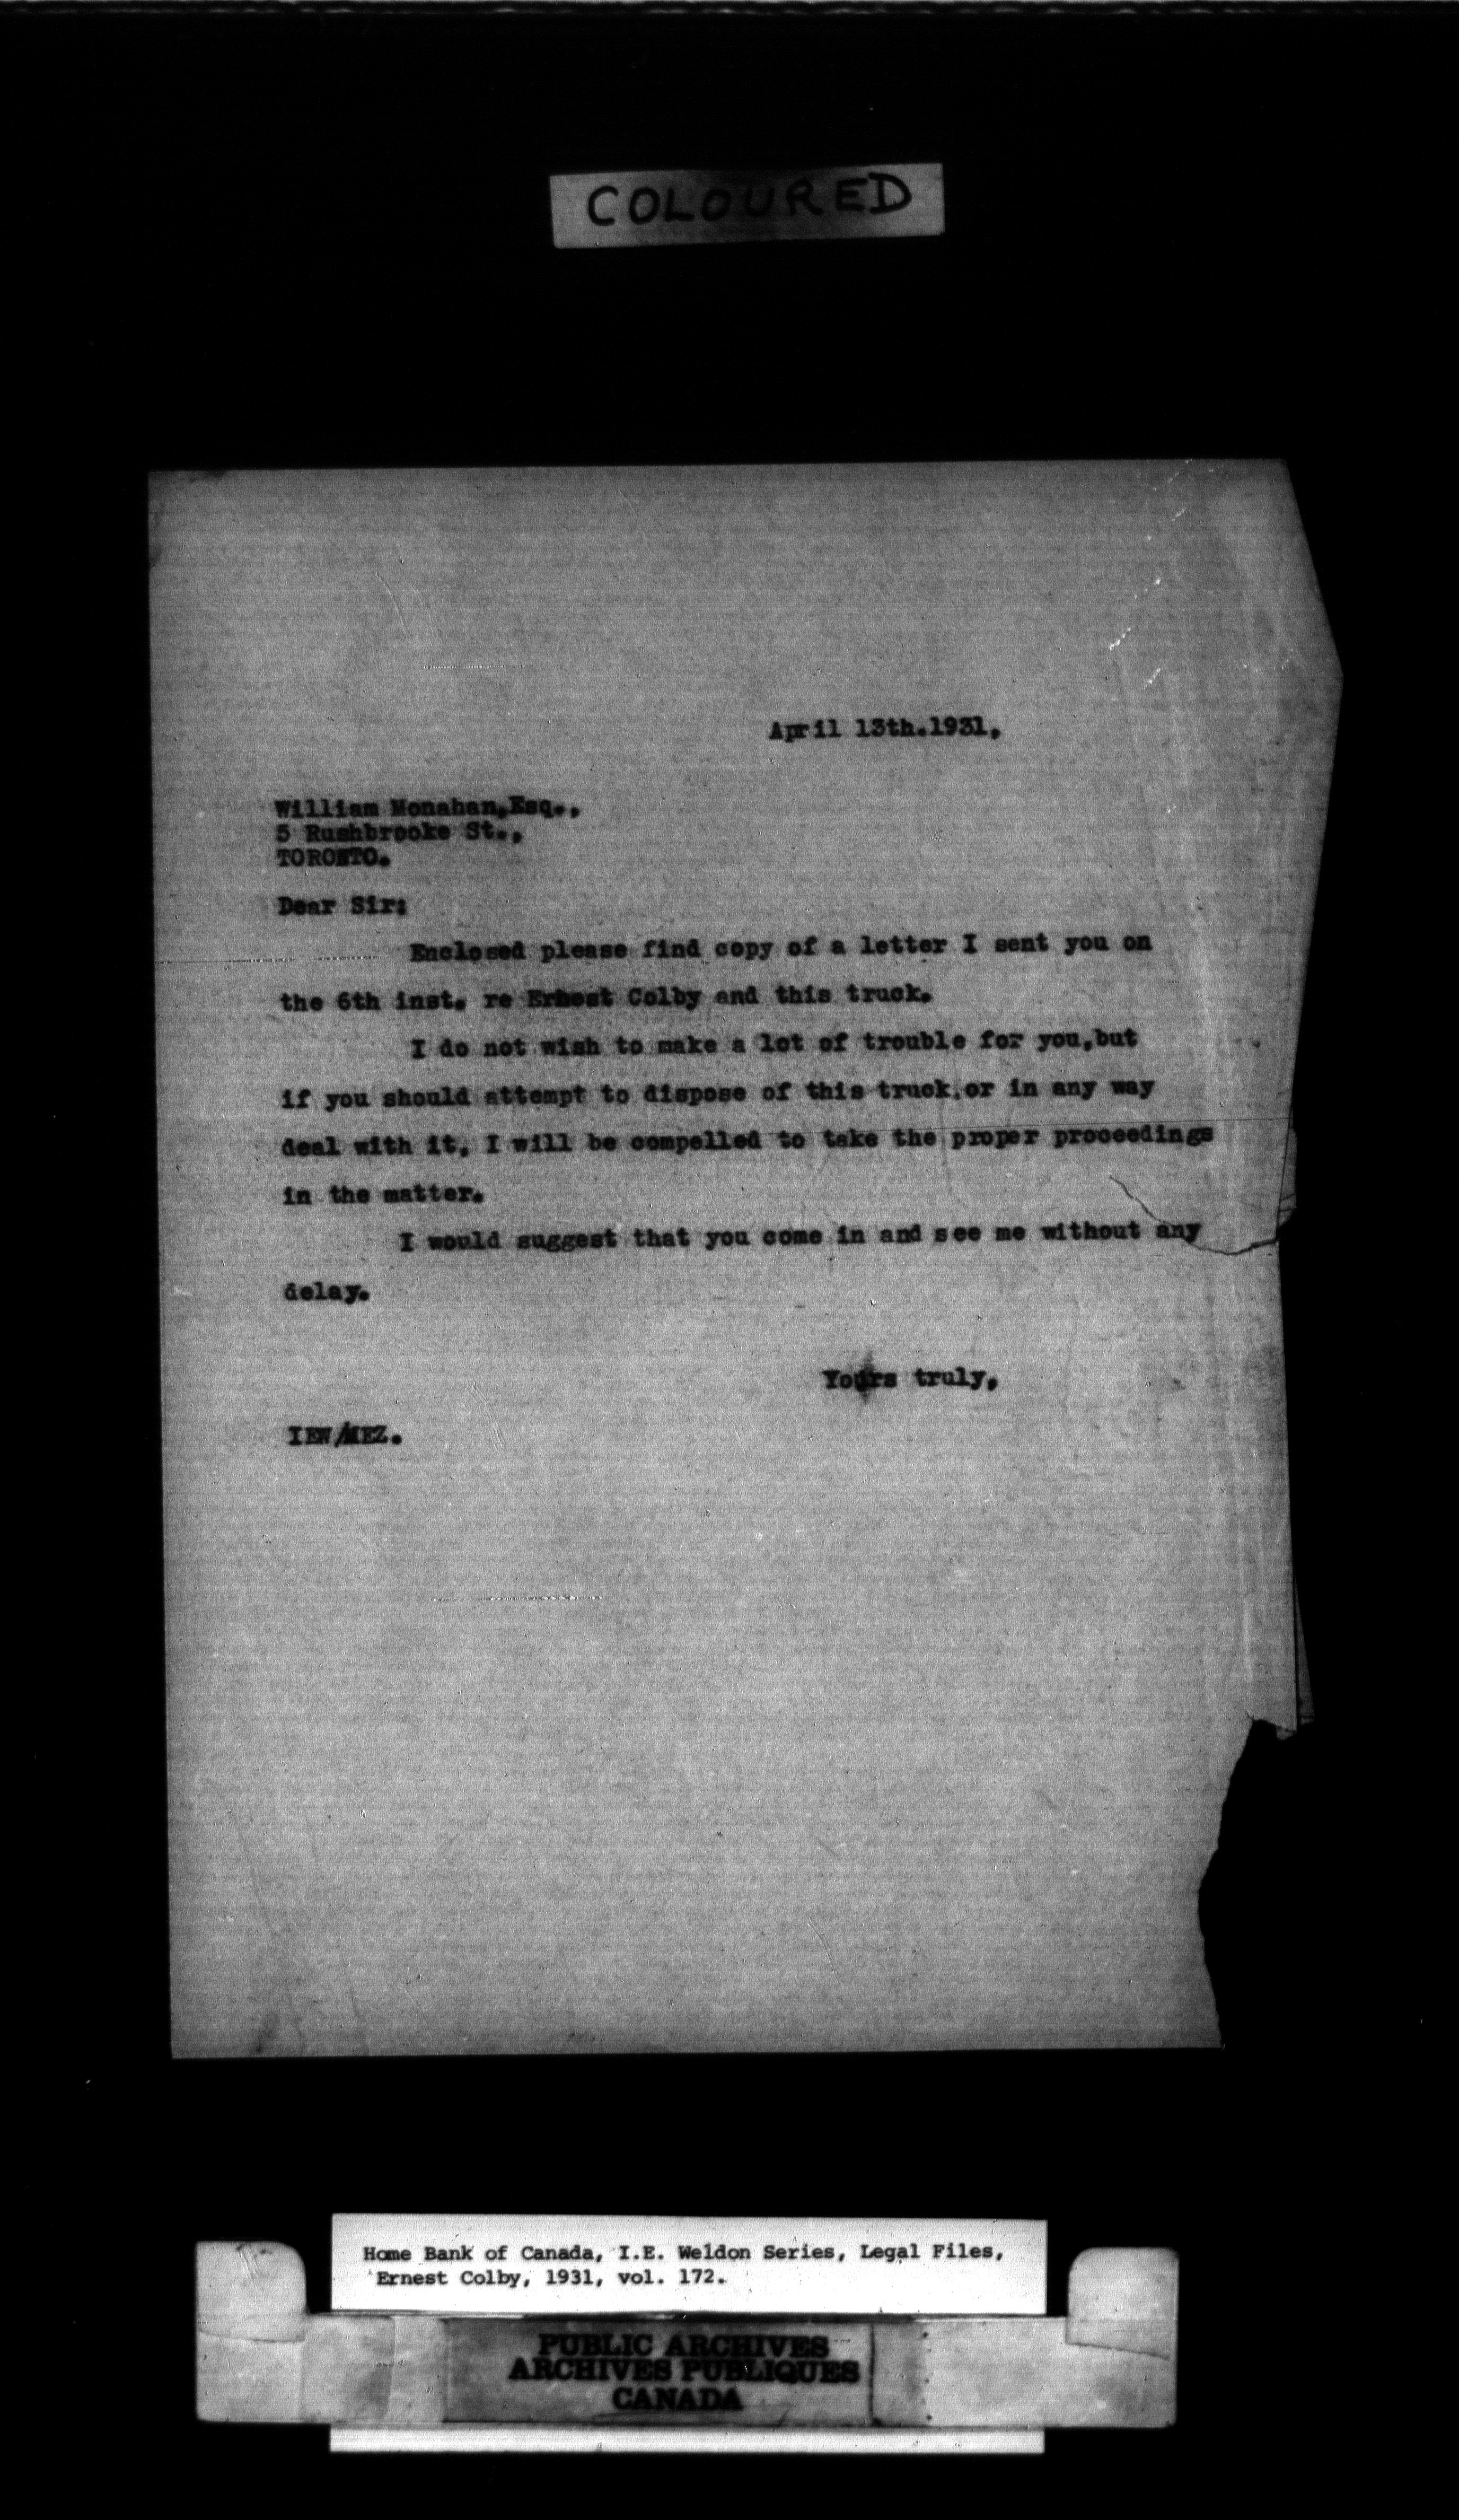 COLOURED
April 13th.1931.
William Monahan,Esq.,
5 Rushbrooke St.,
TORONTO.
Dear Sir:
Enclosed please find copy of a letter I sent you on
the 6th inst. re Ernest Colby and this truck.
I do not wish to make a lot of trouble for you,but
if you should attempt to dispose of this truck,or in any way
deal with it, I will be compelled to take the proper proceedings
in the matter.
I would suggest that you come in and see me without any
delay.
Yours truly,
IEW/MEZ.
Home Bank of Canada, I.E. Weldon Series, Legal Files,
Ernest Colby, 1931, vol. 172.
PUBLIC ARCHIVES
ARCHIVES PUBLIQUES
CANADA